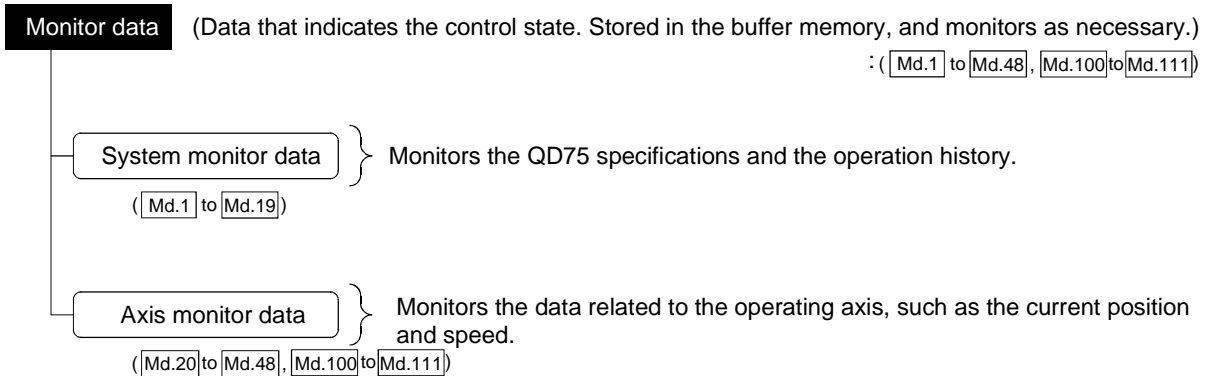 Monitor data (Data that indicates the control state. Stored in the buffer memory, and monitors as necessary.)
:( Md.1 to Md.48 , Md.100 to Md.111 )
System monitor data Monitors the QD75 specifications and the operation history.
( Md.1 to Md.19 )
Axis monitor data Monitors the data related to the operating axis, such as the current position
and speed.
( Md.20 to Md.48 , Md.100 to Md.111 )